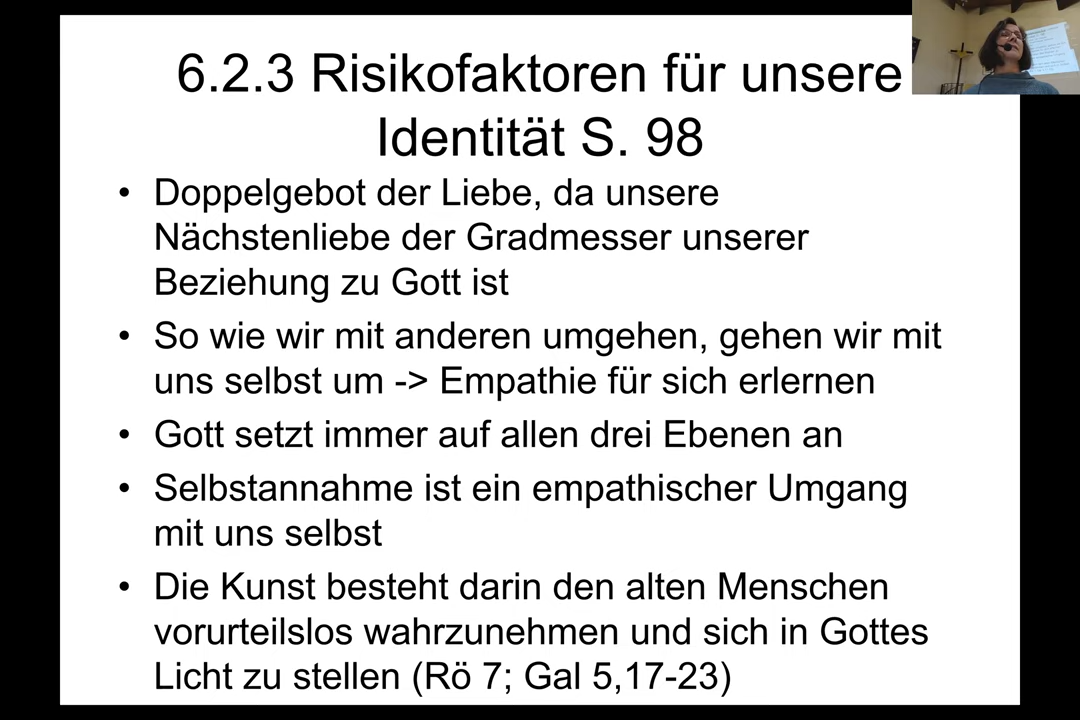 6.2.3 Risikofaktoren für unsere
Identität S. 98
• Doppelgebot der Liebe, da unsere
Nächstenliebe der Gradmesser unserer
Beziehung zu Gott ist
• So wie wir mit anderen umgehen, gehen wir mit
uns selbst um -> Empathie für sich erlernen
• Gott setzt immer auf allen drei Ebenen an
• Selbstannahme ist ein empathischer Umgang
mit uns selbst
• Die Kunst besteht darin den alten Menschen
vorurteilslos wahrzunehmen und sich in Gottes
Licht zu stellen (Rö 7; Gal 5,17-23)